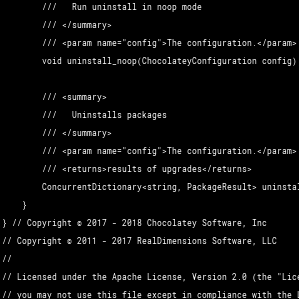 ///   Run uninstall in noop mode
/// </summary>
/// <param name="config">The configuration.</param>
void uninstall_noop(ChocolateyConfiguration config)
/// <summary>
///   Uninstalls packages
/// </summary>
/// <param name="config">The configuration.</param>
/// <returns>results of upgrades</returns>
ConcurrentDictionary<string, PackageResult> uninstal
}
} // Copyright © 2017 - 2018 Chocolatey Software, Inc
// Copyright © 2011 - 2017 RealDimensions Software, LLC
//
// Licensed under the Apache License, Version 2.0 (the "Lice
// you may not use this file except in compliance with the L